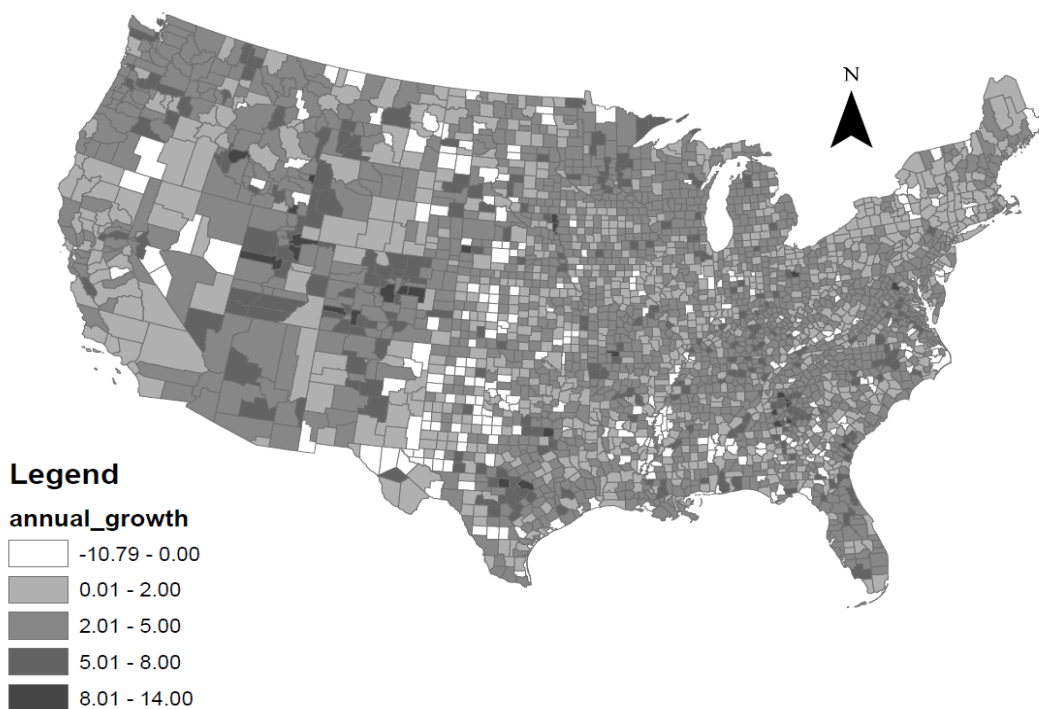 N
Legend
annual_growth
-10.79 - 0.00
0.01 - 2.00
2.01 - 5.00
5.01 - 8.00
8.01 - 14.00